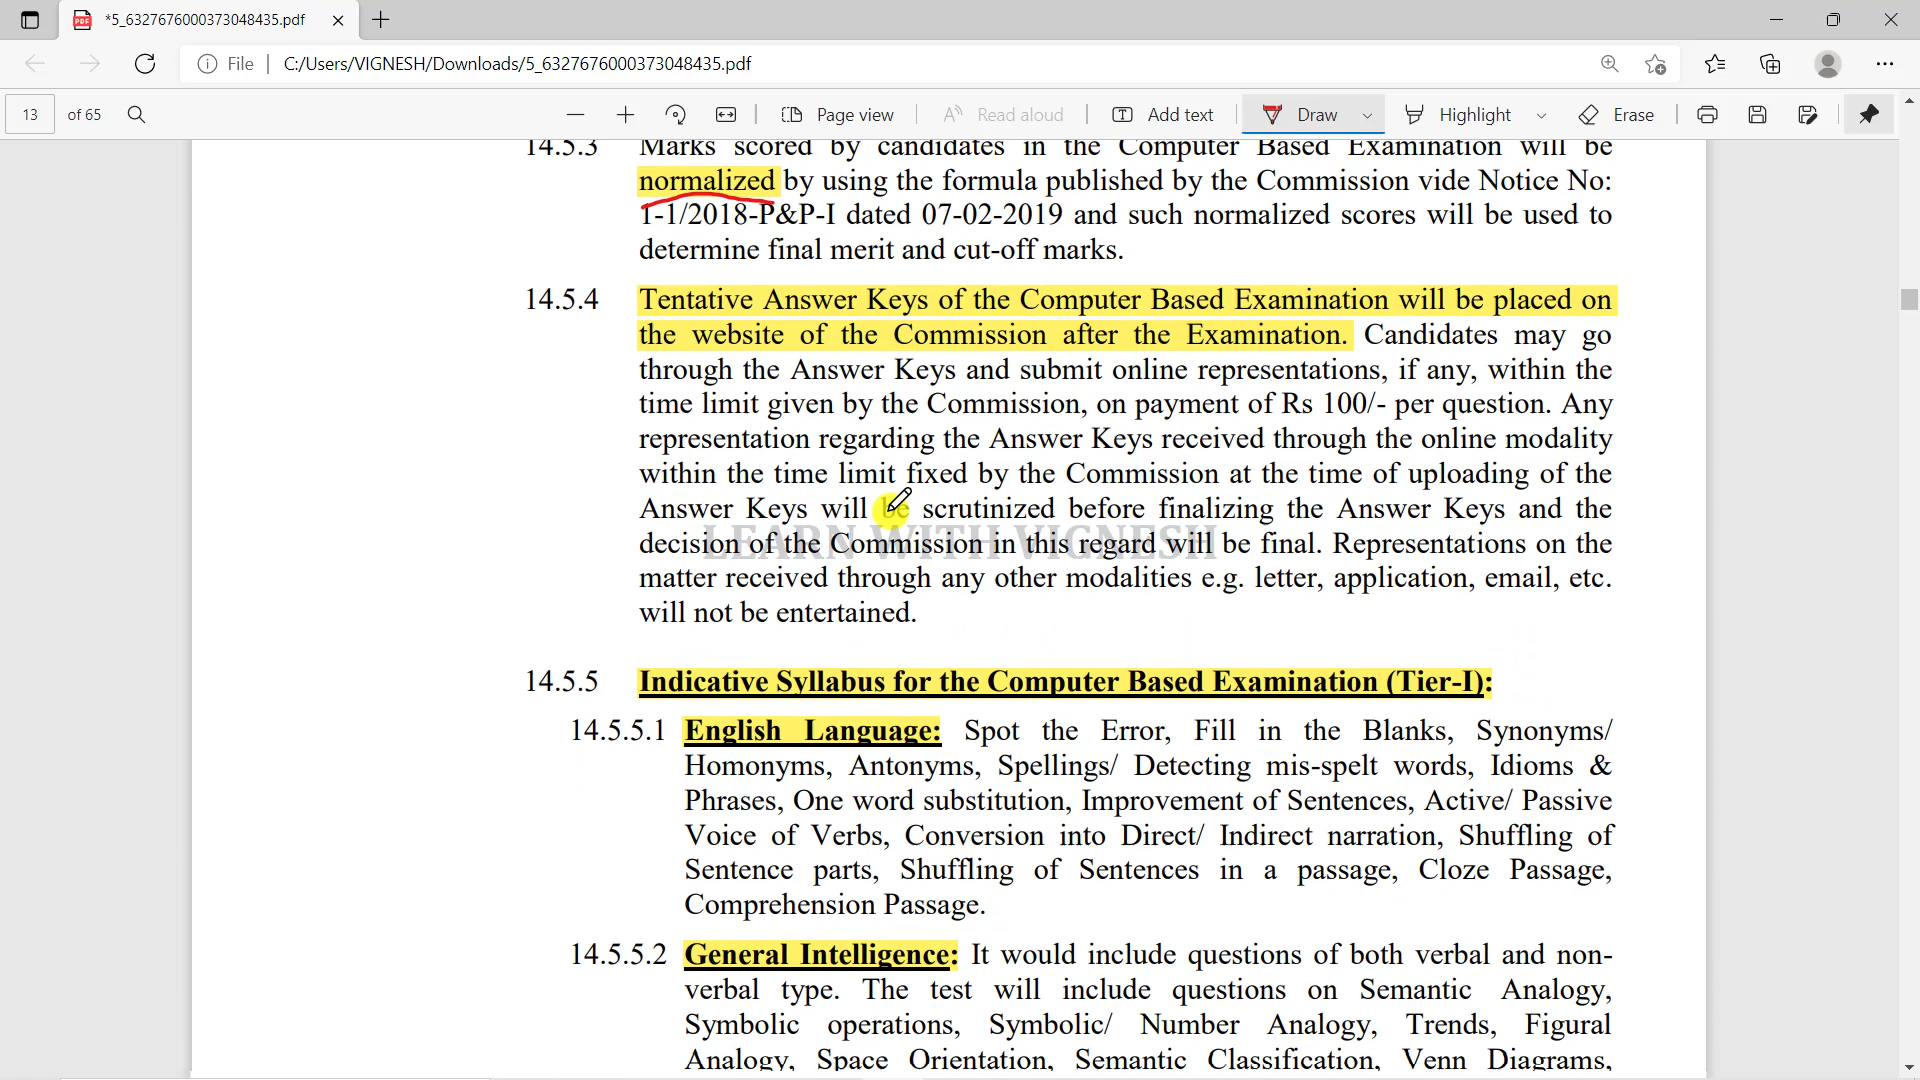 *5_6327676000373048435.pdf
File
C:/Users/VIGNESH/Downloads/5_6327676000373048435.pdf
13 of 65
Page view
Read aloud
Add text
Draw
Highlight
Erase
14.5.3 Marks scored by candidates in the Computer Based Examination will be
normalized by using the formula published by the Commission vide Notice No:
1-1/2018-P&P-I dated 07-02-2019 and such normalized scores will be used to
determine final merit and cut-off marks.
14.5.4 Tentative Answer Keys of the Computer Based Examination will be placed on
the website of the Commission after the Examination. Candidates may go
through the Answer Keys and submit online representations, if any, within the
time limit given by the Commission, on payment of Rs 100/- per question. Any
representation regarding the Answer Keys received through the online modality
within the time limit fixed by the Commission at the time of uploading of the
Answer Keys will be scrutinized before finalizing the Answer Keys and the
LEARN WITH VIGNESH
decision of the Commission in this regard will be final. Representations on the
matter received through any other modalities e.g. letter, application, email, etc.
will not be entertained.
14.5.5 Indicative Syllabus for the Computer Based Examination (Tier-I):
14.5.5.1 English Language: Spot the Error, Fill in the Blanks, Synonyms/
Homonyms, Antonyms, Spellings/ Detecting mis-spelt words, Idioms &
Phrases, One word substitution, Improvement of Sentences, Active/ Passive
Voice of Verbs, Conversion into Direct/ Indirect narration, Shuffling of
Sentence parts, Shuffling of Sentences in a passage, Cloze Passage,
Comprehension Passage.
14.5.5.2 General Intelligence: It would include questions of both verbal and non-
verbal type. The test will include questions on Semantic Analogy,
Symbolic operations, Symbolic/ Number Analogy, Trends, Figural
Analogy, Space Orientation, Semantic Classification, Venn Diagrams,